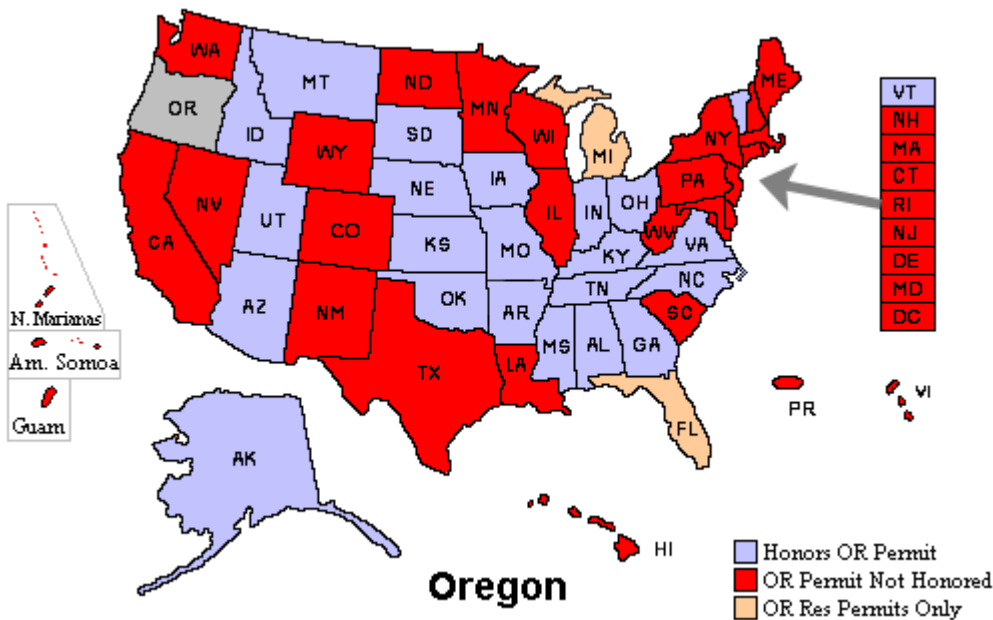 WA
MT
ND
MN
ME
VT
OR
ID
SD
WI
NY
NH
WY
MI
MA
NV
NE
IA
PA
CT
UT
CO
IL
IN
OH
RI
CA
KS
MO
WV
VA
NJ
KY
DE
AZ
NM
OK
TN
NC
MD
AR
SC
DC
N. Marianas
MS
AL
GA
Am. Somoa
TX
LA
Guam
FL
PR
VI
AK
HI
Oregon
Honors OR Permit
OR Permit Not Honored
OR Res Permits Only